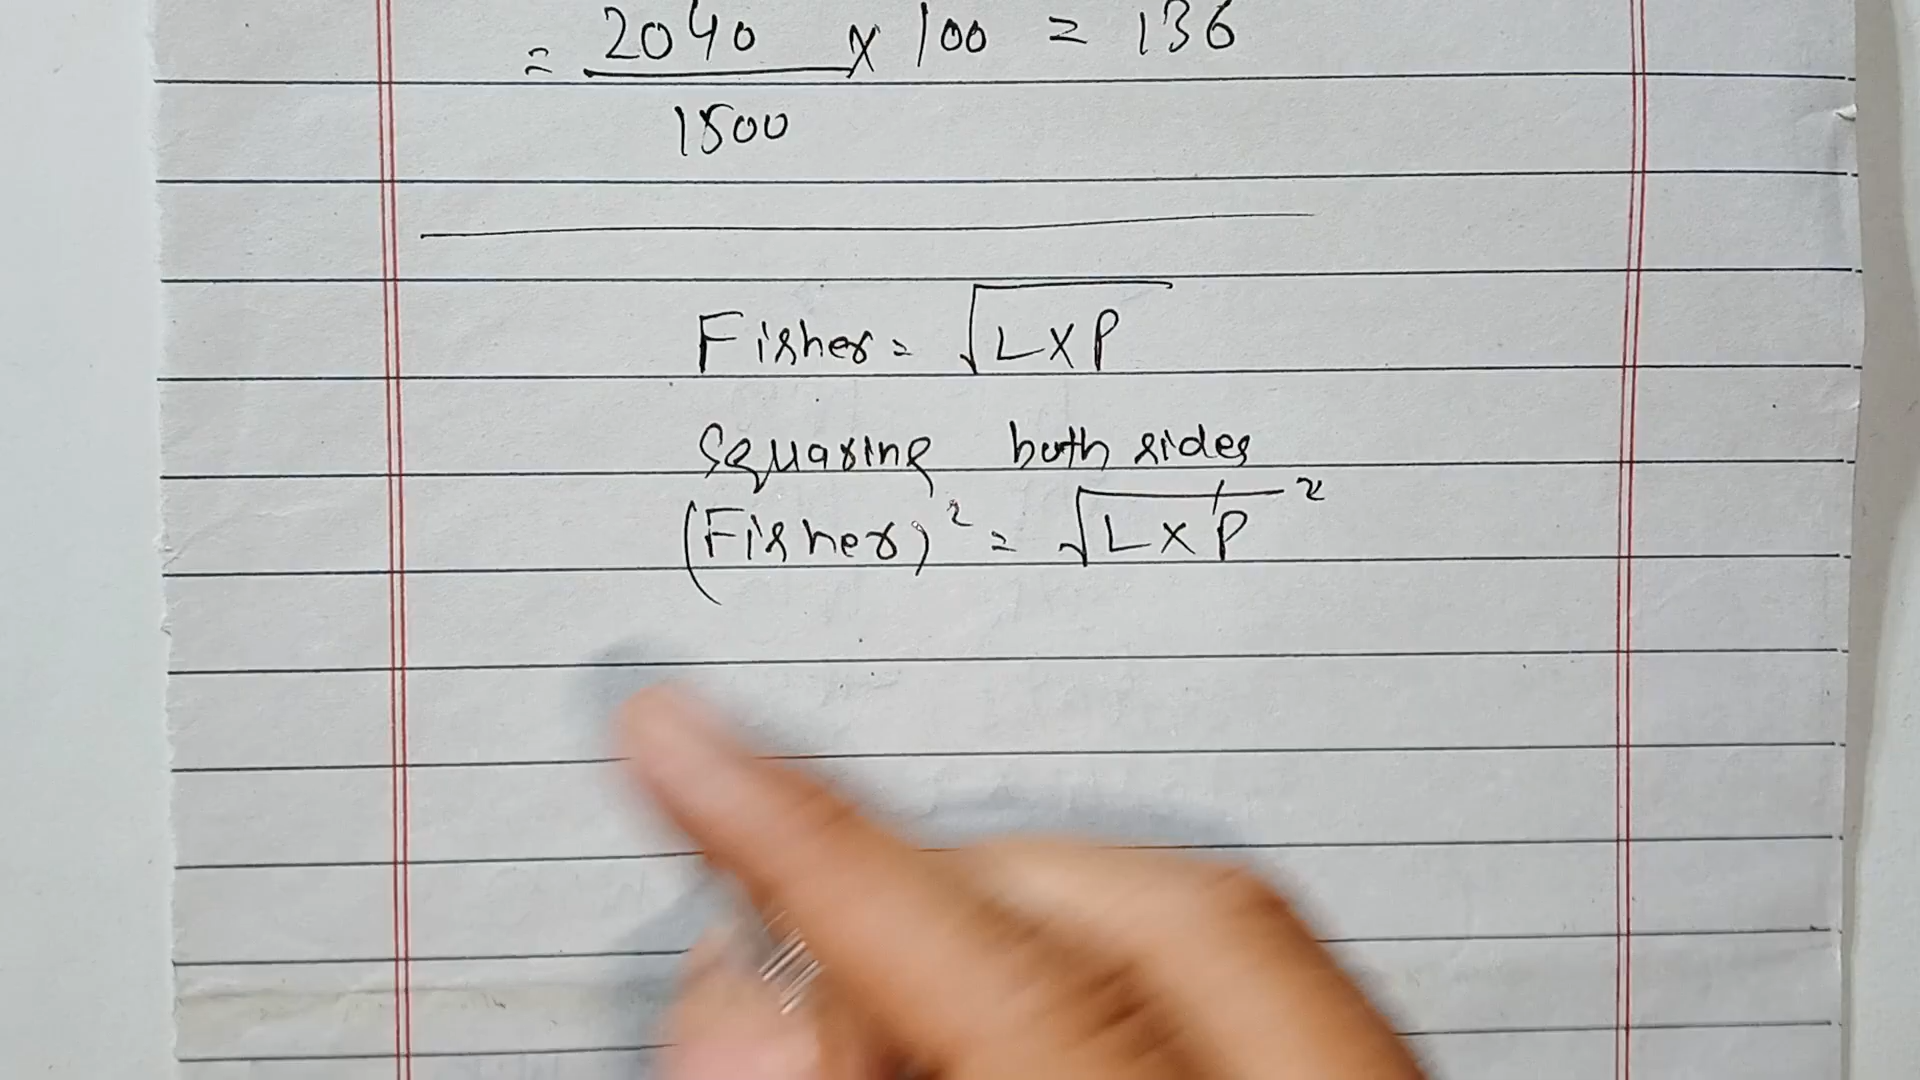 = 2040 × 100 = 136
1500
Fisher = √L×P
Squaring both sides
(Fisher)² = √L×P ²